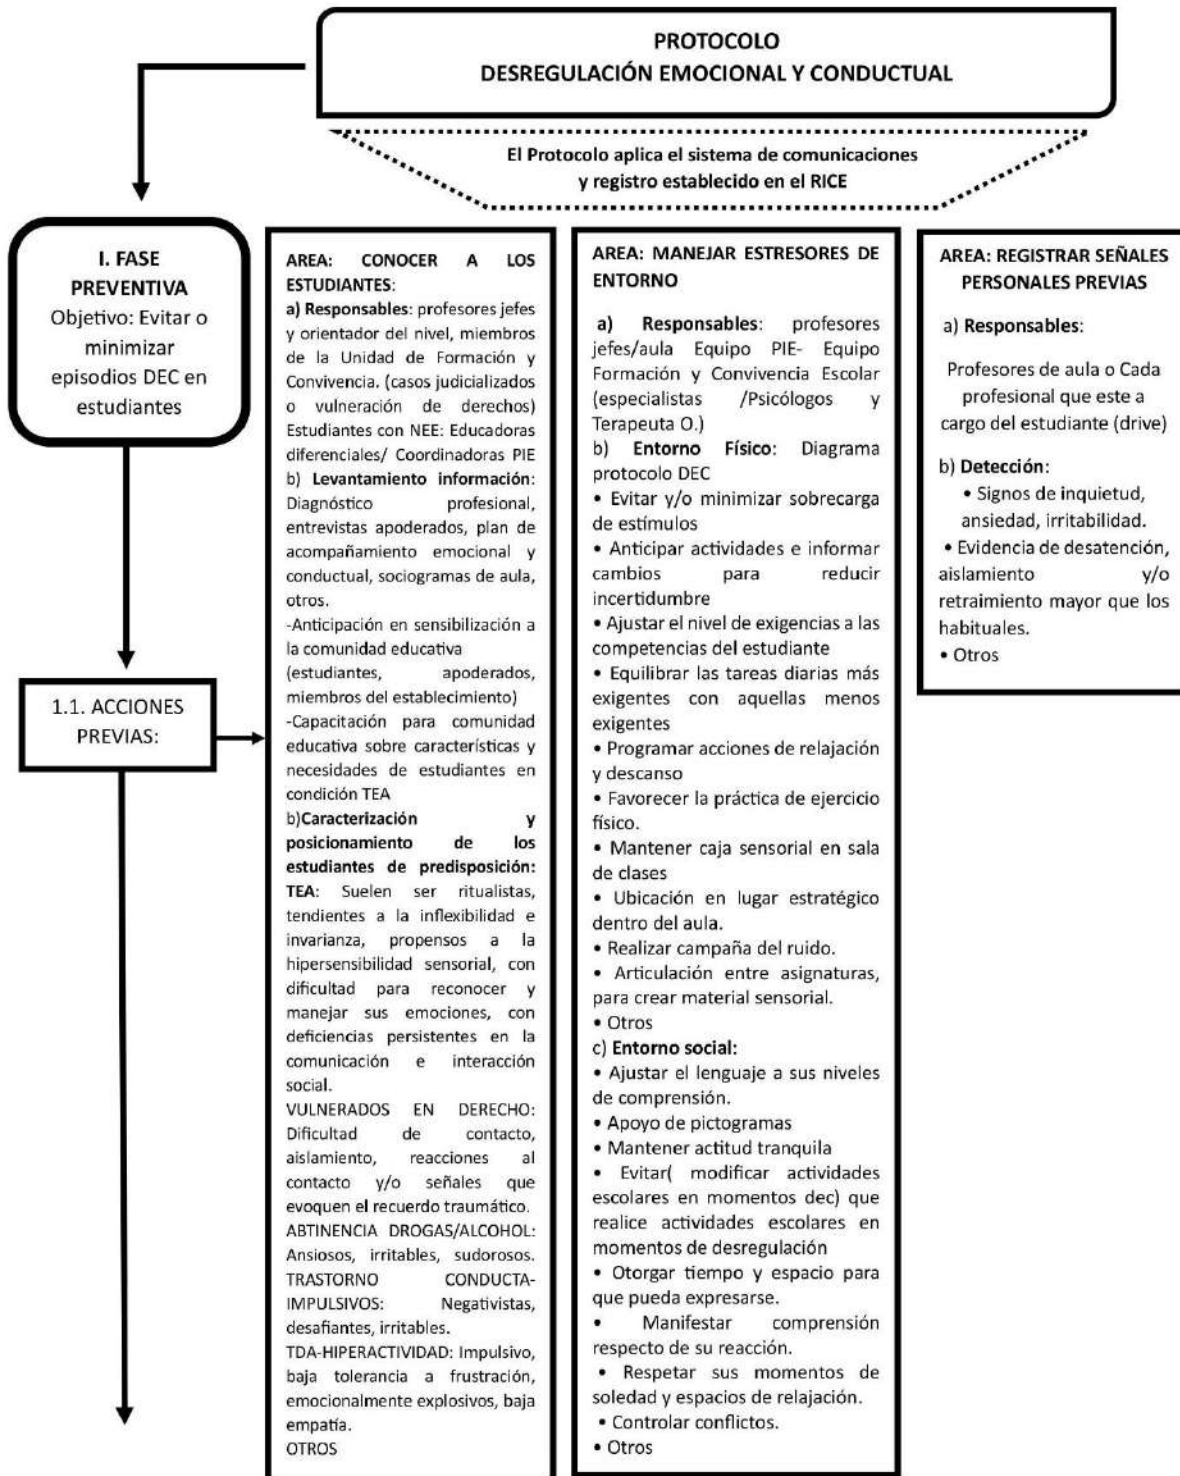 PROTOCOLO
DESREGULACIÓN EMOCIONAL Y CONDUCTUAL
El Protocolo aplica el sistema de comunicaciones
y registro establecido en el RICE
I. FASE
PREVENTIVA
Objetivo: Evitar o
minimizar
episodios DEC en
estudiantes
1.1. ACCIONES
PREVIAS:
AREA: CONOCER A LOS
ESTUDIANTES:
a) Responsables: profesores jefes
y orientador del nivel, miembros
de la Unidad de Formación y
Convivencia. (casos judicializados
o vulneración de derechos)
Estudiantes con NEE: Educadoras
diferenciales/ Coordinadoras PIE
b) Levantamiento información:
Diagnóstico profesional,
entrevistas apoderados, plan de
acompañamiento emocional y
conductual, sociogramas de aula,
otros.
-Anticipación en sensibilización a
la comunidad educativa
(estudiantes, apoderados,
miembros del establecimiento)
-Capacitación para comunidad
educativa sobre características y
necesidades de estudiantes en
condición TEA
b)Caracterización y
posicionamiento de los
estudiantes de predisposición:
TEA: Suelen ser ritualistas,
tendientes a la inflexibilidad e
invarianza, propensos a la
hipersensibilidad sensorial, con
dificultad para reconocer y
manejar sus emociones, con
deficiencias persistentes en la
comunicación e interacción
social.
VULNERADOS EN DERECHO:
Dificultad de contacto,
aislamiento, reacciones al
contacto y/o señales que
evoquen el recuerdo traumático.
ABTINENCIA DROGAS/ALCOHOL:
Ansiosos, irritables, sudorosos.
TRASTORNO CONDUCTA-
IMPULSIVOS: Negativistas,
desafiantes, irritables.
TDA-HIPERACTIVIDAD: Impulsivo,
baja tolerancia a frustración,
emocionalmente explosivos, baja
empatía.
OTROS
AREA: MANEJAR ESTRESORES DE
ENTORNO
a) Responsables: profesores
jefes/aula Equipo PIE- Equipo
Formación y Convivencia Escolar
(especialistas /Psicólogos y
Terapeuta O.)
b) Entorno Físico: Diagrama
protocolo DEC
• Evitar y/o minimizar sobrecarga
de estímulos
• Anticipar actividades e informar
cambios para reducir
incertidumbre
• Ajustar el nivel de exigencias a las
competencias del estudiante
• Equilibrar las tareas diarias más
exigentes con aquellas menos
exigentes
• Programar acciones de relajación
y descanso
• Favorecer la práctica de ejercicio
físico.
• Mantener caja sensorial en sala
de clases
• Ubicación en lugar estratégico
dentro del aula.
• Realizar campaña del ruido.
• Articulación entre asignaturas,
para crear material sensorial.
• Otros
c) Entorno social:
• Ajustar el lenguaje a sus niveles
de comprensión.
• Apoyo de pictogramas
• Mantener actitud tranquila
• Evitar( modificar actividades
escolares en momentos dec) que
realice actividades escolares en
momentos de desregulación
• Otorgar tiempo y espacio para
que pueda expresarse.
• Manifestar comprensión
respecto de su reacción.
• Respetar sus momentos de
soledad y espacios de relajación.
• Controlar conflictos.
• Otros
AREA: REGISTRAR SEÑALES
PERSONALES PREVIAS
a) Responsables:
Profesores de aula o Cada
profesional que este a
cargo del estudiante (drive)
b) Detección:
• Signos de inquietud,
ansiedad, irritabilidad.
• Evidencia de desatención,
aislamiento y/o
retraimiento mayor que los
habituales.
• Otros